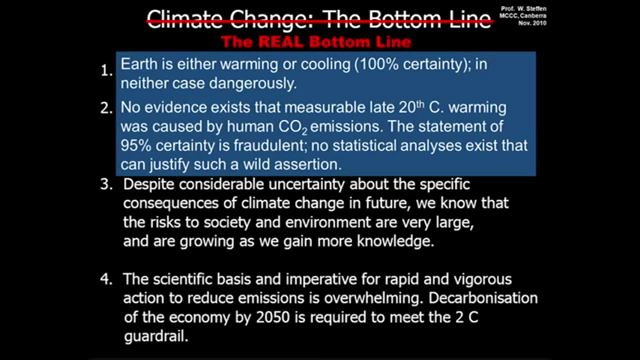 Climate Change: The Bottom Line
Prof. W. Steffen
MCCC, Canberra
Nov. 2010
The REAL Bottom Line
1. Earth is either warming or cooling (100% certainty); in
neither case dangerously.
2. No evidence exists that measurable late 20th C. warming
was caused by human CO2 emissions. The statement of
95% certainty is fraudulent; no statistical analyses exist that
can justify such a wild assertion.
3. Despite considerable uncertainty about the specific
consequences of climate change in future, we know that
the risks to society and environment are very large,
and are growing as we gain more knowledge.
4. The scientific basis and imperative for rapid and vigorous
action to reduce emissions is overwhelming. Decarbonisation
of the economy by 2050 is required to meet the 2 C
guardrail.